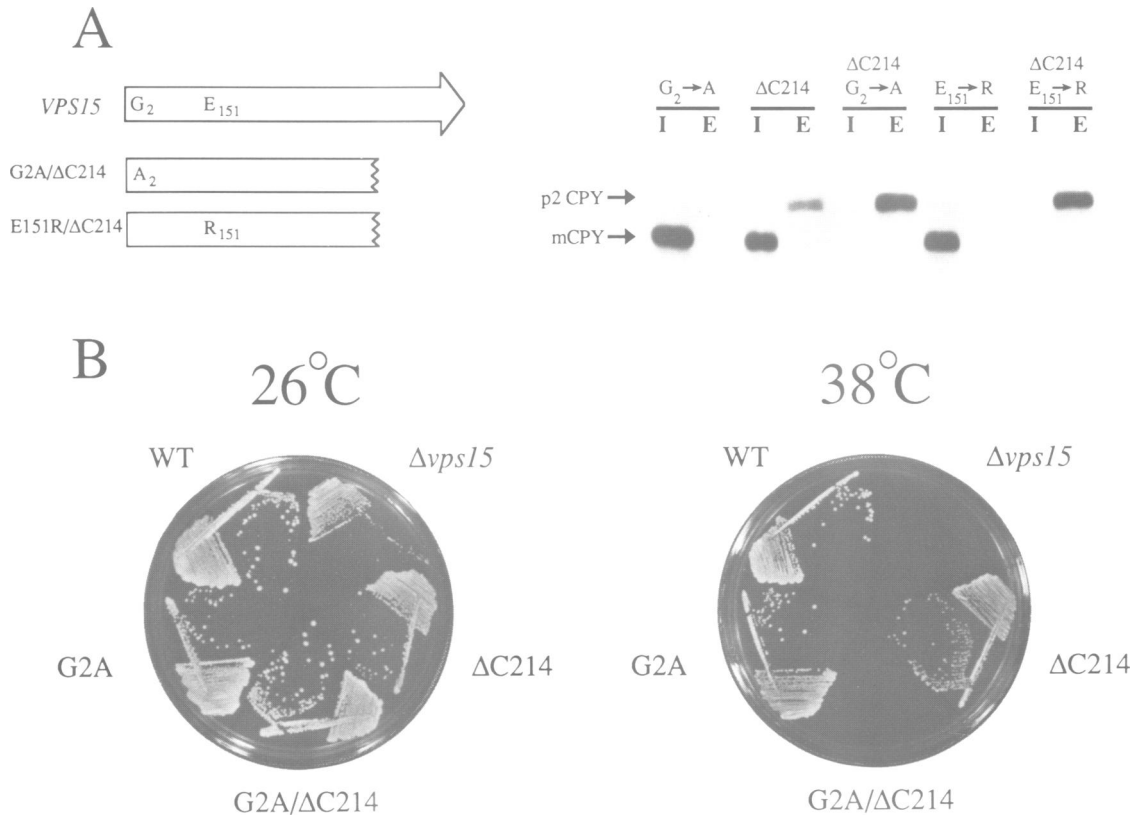 A
VPS15
G₂
E₁₅₁
G2A/ΔC214
A₂
E151R/ΔC214
R₁₅₁
ΔC214
ΔC214
G₂→A
ΔC214
G₂→A
E₁₅₁→R
E₁₅₁→R
I E I E I E I E I E
p2 CPY→
mCPY→
B
26°C
38°C
WT
Δvps15
WT
Δvps15
G2A
ΔC214
G2A
ΔC214
G2A/ΔC214
G2A/ΔC214